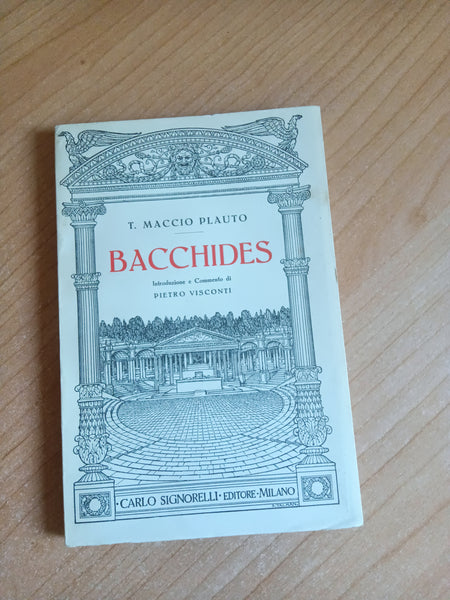 T. MACCIO PLAUTO
BACCHIDES
Introduzione e Commento di
PIETRO VISCONTI
·CARLO SIGNORELLI·EDITORE·MILANO